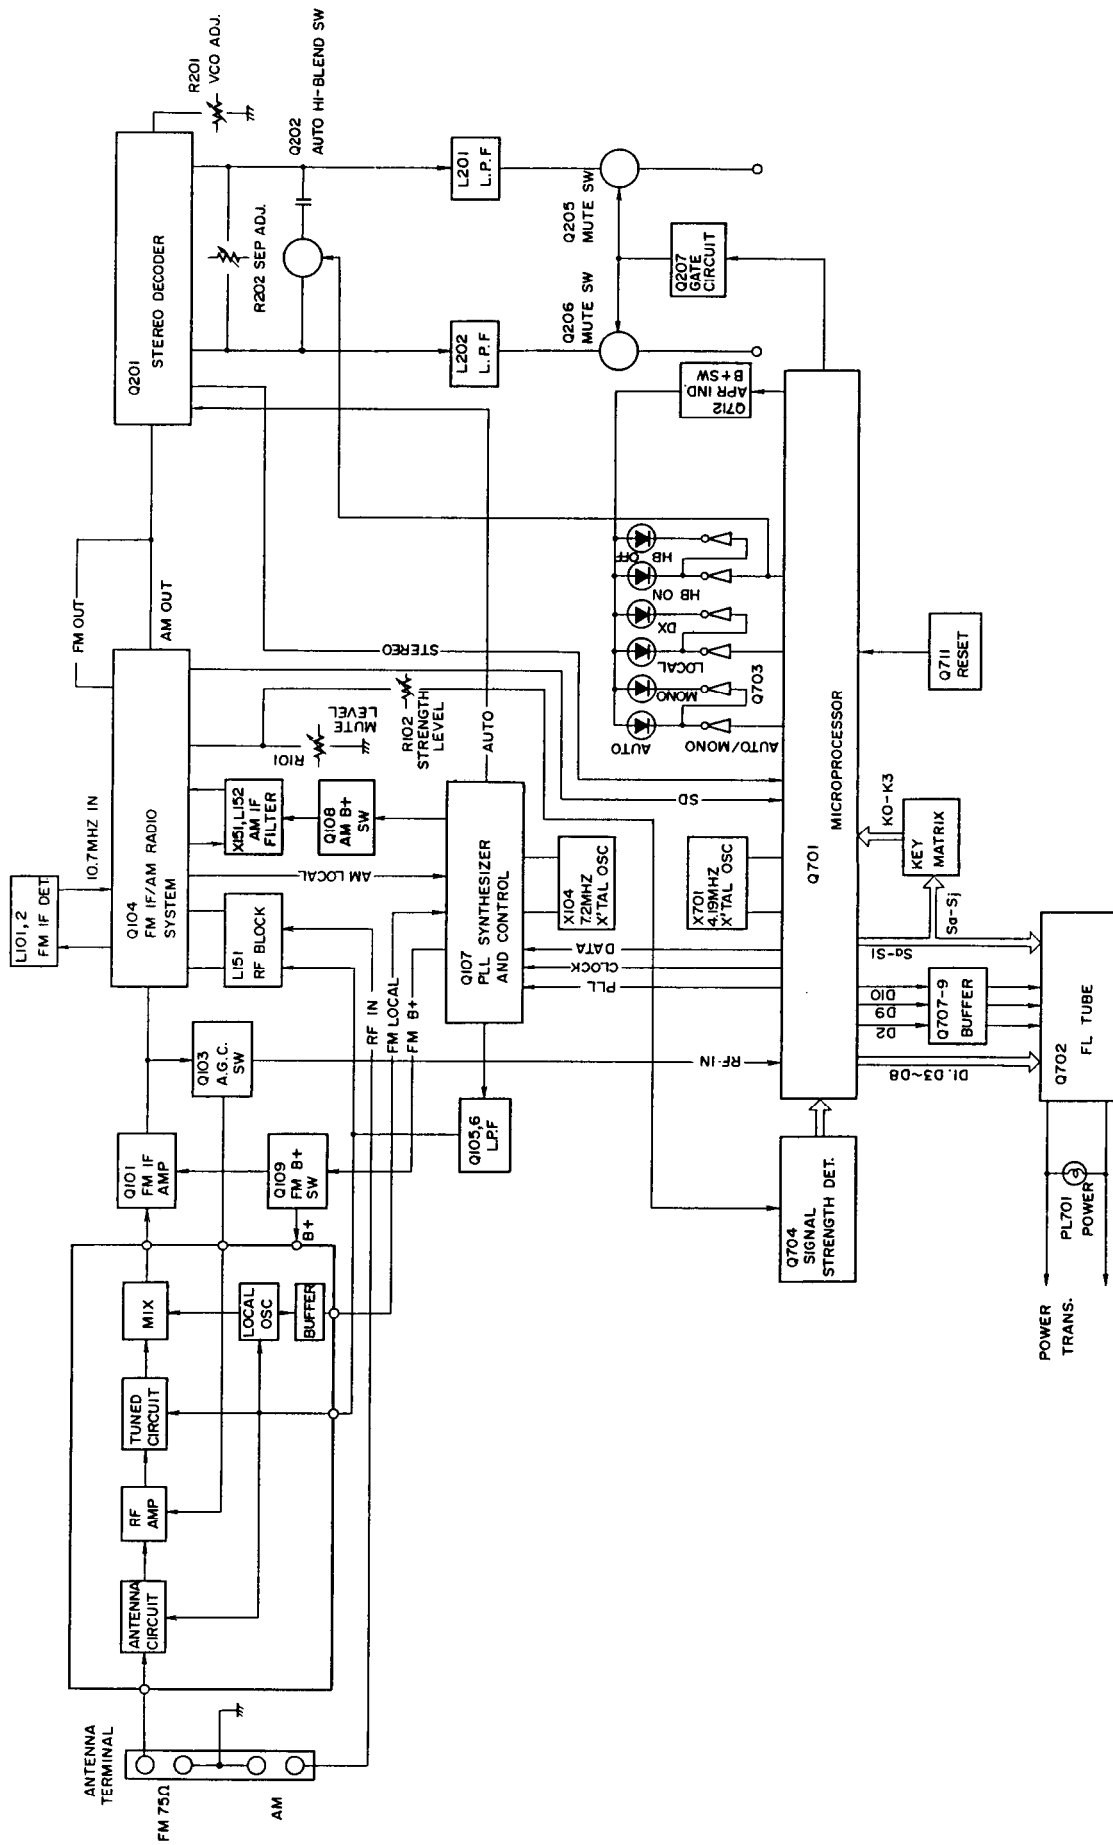 ANTENNA
TERMINAL
FM 75Ω
AM
ANTENNA
CIRCUIT
RF
AMP
TUNED
CIRCUIT
MIX
LOCAL
OSC
BUFFER
B+
Q101
FM IF
AMP
Q109
FM B+
SW
Q103
A.G.C.
SW
L101, 2
FM IF DET.
10.7MHZ IN
Q104
FM IF/AM RADIO
SYSTEM
L151
RF BLOCK
X151, L152
AM IF
FILTER
Q108
AM B+
SW
AM LOCAL
RF IN
FM LOCAL
FM B+
FM OUT
AM OUT
R101
MUTE
LEVEL
R102
STRENGTH
LEVEL
Q201
STEREO DECODER
R201
VCO ADJ.
R202 SEP ADJ.
Q202
AUTO HI-BLEND SW
L201
L.P.F
L202
L.P.F
Q205
MUTE SW
Q206
MUTE SW
Q207
GATE
CIRCUIT
STEREO
AUTO
SD
Q105,6
L.P.F
Q107
PLL SYNTHESIZER
AND CONTROL
X104
7.2MHZ
X'TAL OSC
X701
4.19MHZ
X'TAL OSC
PLL
CLOCK
DATA
RF-IN
AUTO
MONO
LOCAL
DX
HB ON
HB OFF
AUTO/MONO
Q703
Q712
APR IND.
B+SW
Q704
SIGNAL
STRENGTH DET.
Q701
MICROPROCESSOR
Q711
RESET
K0-K3
KEY
MATRIX
Sa-Sj
Sa-S1
D10
D9
D2
Q707-9
BUFFER
D1. D3~D8
Q702
FL TUBE
PL701
POWER
POWER
TRANS.